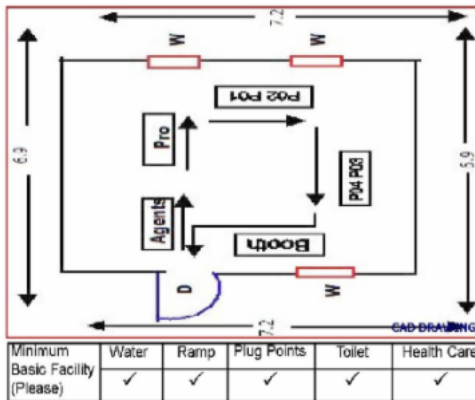 7.2
W
W
P02 P01
6.9
Pro
P04 P03
5.9
Agents
Booth
D
W
7.2
CAD DRAWING
Minimum Basic Facility (Please)
Water
Ramp
Plug Points
Toilet
Health Care
✓ ✓ ✓ ✓ ✓